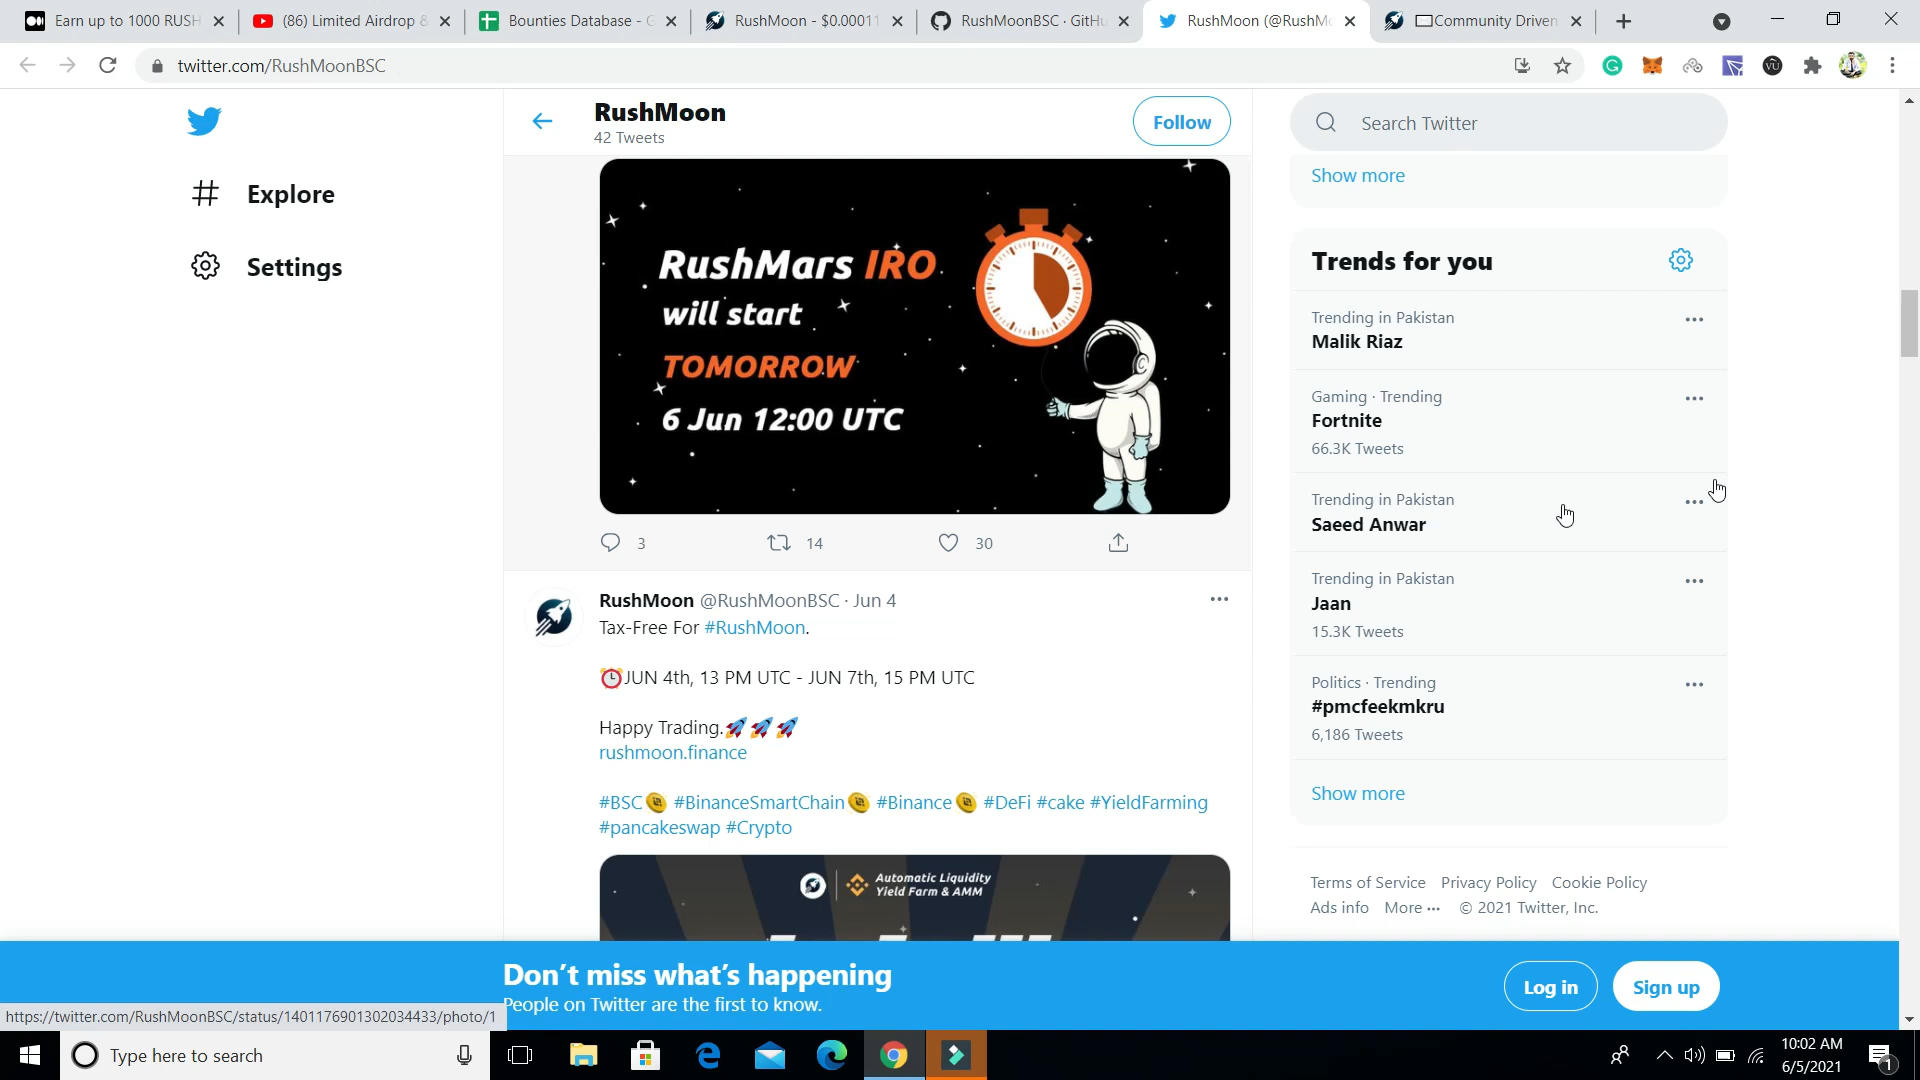 Earn up to 1000 RUSH
(86) Limited Airdrop &
Bounties Database - G
RushMoon - $0.00011
RushMoonBSC · GitHu
RushMoon (@RushMo
Community Driven
twitter.com/RushMoonBSC
RushMoon
42 Tweets
Follow
Search Twitter
Explore
Settings
Show more
RushMars IRO
will start
TOMORROW
6 Jun 12:00 UTC
3
14
30
RushMoon @RushMoonBSC · Jun 4
Tax-Free For #RushMoon.
JUN 4th, 13 PM UTC - JUN 7th, 15 PM UTC
Happy Trading.
rushmoon.finance
#BSC #BinanceSmartChain #Binance #DeFi #cake #YieldFarming
#pancakeswap #Crypto
Automatic Liquidity
Yield Farm & AMM
Trends for you
Trending in Pakistan
Malik Riaz
Gaming · Trending
Fortnite
66.3K Tweets
Trending in Pakistan
Saeed Anwar
Trending in Pakistan
Jaan
15.3K Tweets
Politics · Trending
#pmcfeekmkru
6,186 Tweets
Show more
Terms of Service Privacy Policy Cookie Policy
Ads info More ··· © 2021 Twitter, Inc.
Don't miss what's happening
People on Twitter are the first to know.
Log in
Sign up
https://twitter.com/RushMoonBSC/status/1401176901302034433/photo/1
Type here to search
10:02 AM
6/5/2021
1